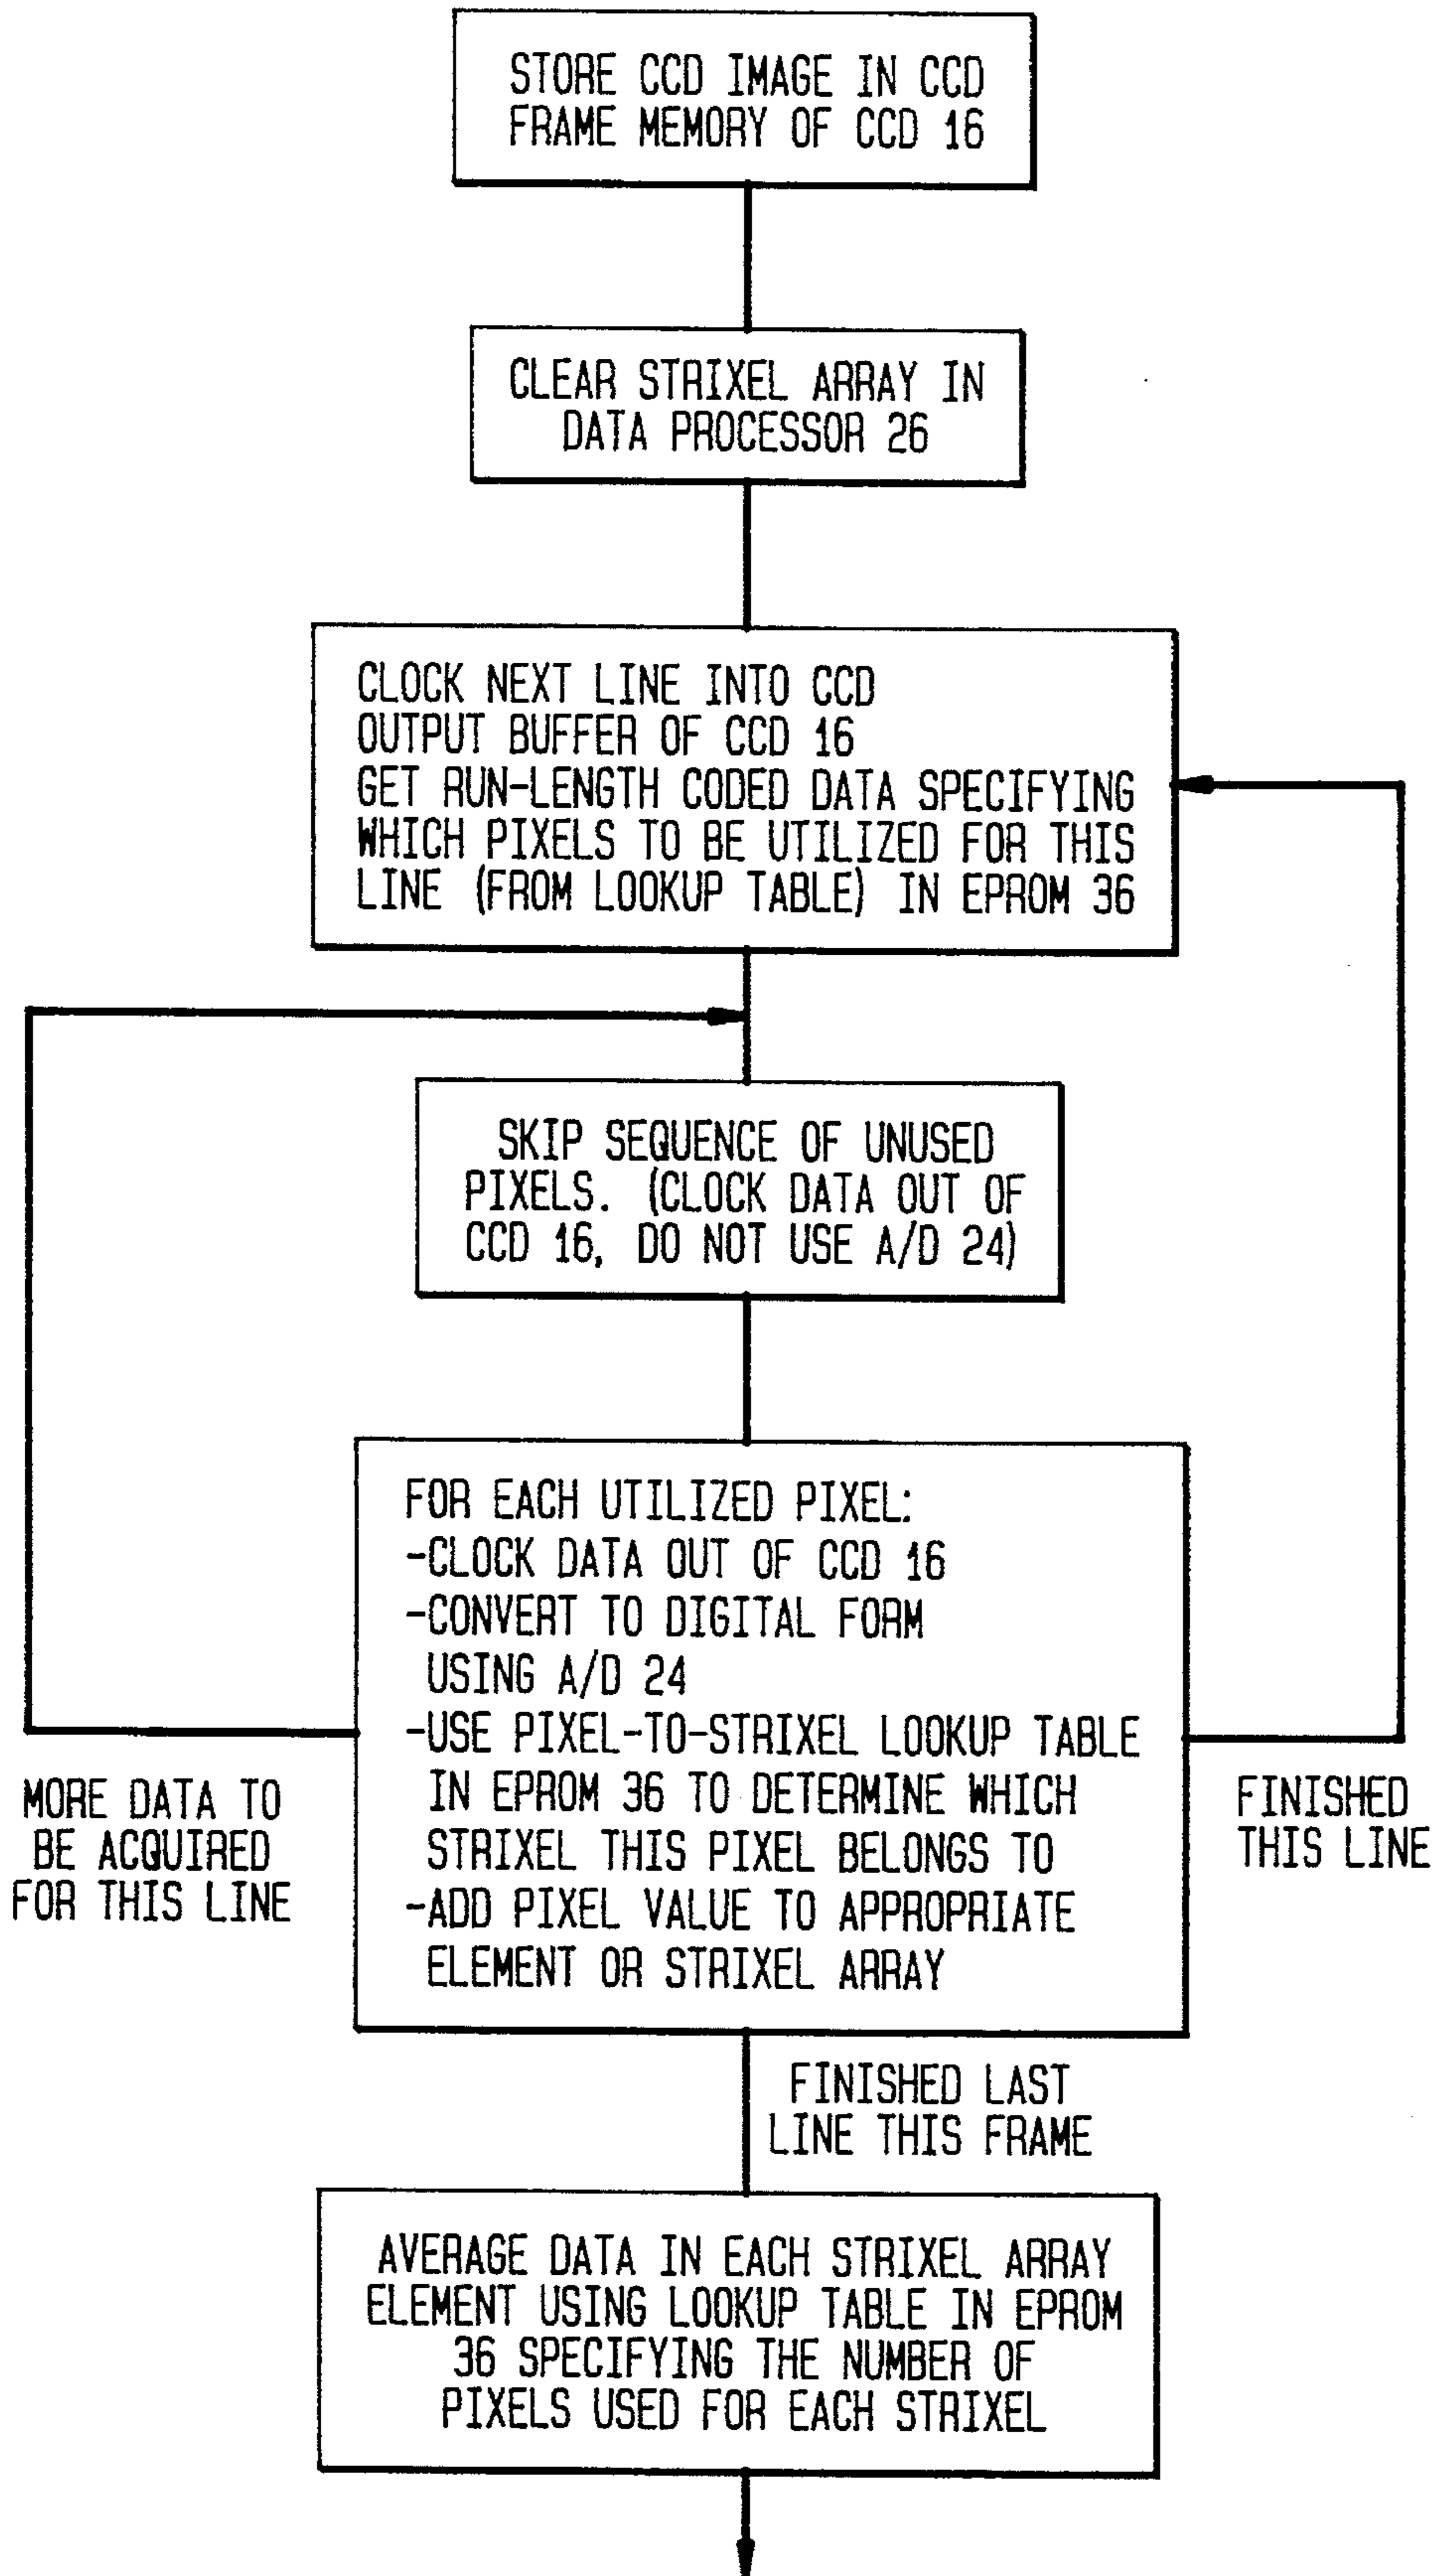 STORE CCD IMAGE IN CCD
FRAME MEMORY OF CCD 16
CLEAR STRIXEL ARRAY IN
DATA PROCESSOR 26
CLOCK NEXT LINE INTO CCD
OUTPUT BUFFER OF CCD 16
GET RUN-LENGTH CODED DATA SPECIFYING
WHICH PIXELS TO BE UTILIZED FOR THIS
LINE (FROM LOOKUP TABLE) IN EPROM 36
SKIP SEQUENCE OF UNUSED
PIXELS. (CLOCK DATA OUT OF
CCD 16, DO NOT USE A/D 24)
FOR EACH UTILIZED PIXEL:
-CLOCK DATA OUT OF CCD 16
-CONVERT TO DIGITAL FORM
USING A/D 24
-USE PIXEL-TO-STRIXEL LOOKUP TABLE
IN EPROM 36 TO DETERMINE WHICH
STRIXEL THIS PIXEL BELONGS TO
-ADD PIXEL VALUE TO APPROPRIATE
ELEMENT OR STRIXEL ARRAY
MORE DATA TO
BE ACQUIRED
FOR THIS LINE
FINISHED
THIS LINE
FINISHED LAST
LINE THIS FRAME
AVERAGE DATA IN EACH STRIXEL ARRAY
ELEMENT USING LOOKUP TABLE IN EPROM
36 SPECIFYING THE NUMBER OF
PIXELS USED FOR EACH STRIXEL